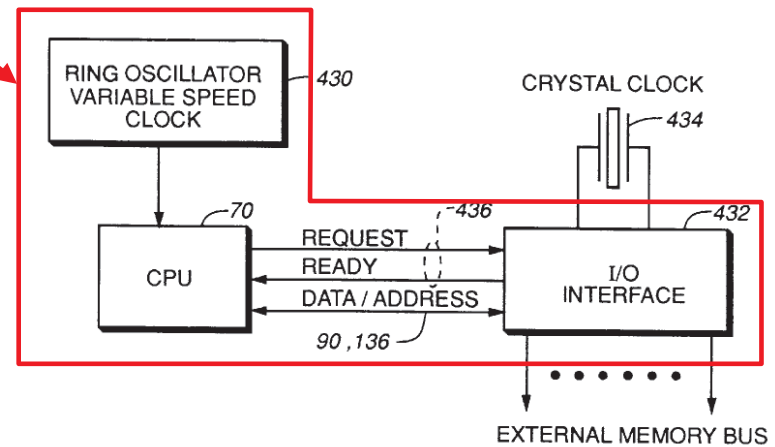 RING OSCILLATOR
VARIABLE SPEED
CLOCK
430
CRYSTAL CLOCK
434
70
CPU
REQUEST
READY
DATA / ADDRESS
436
90 ,136
432
I/O
INTERFACE
EXTERNAL MEMORY BUS